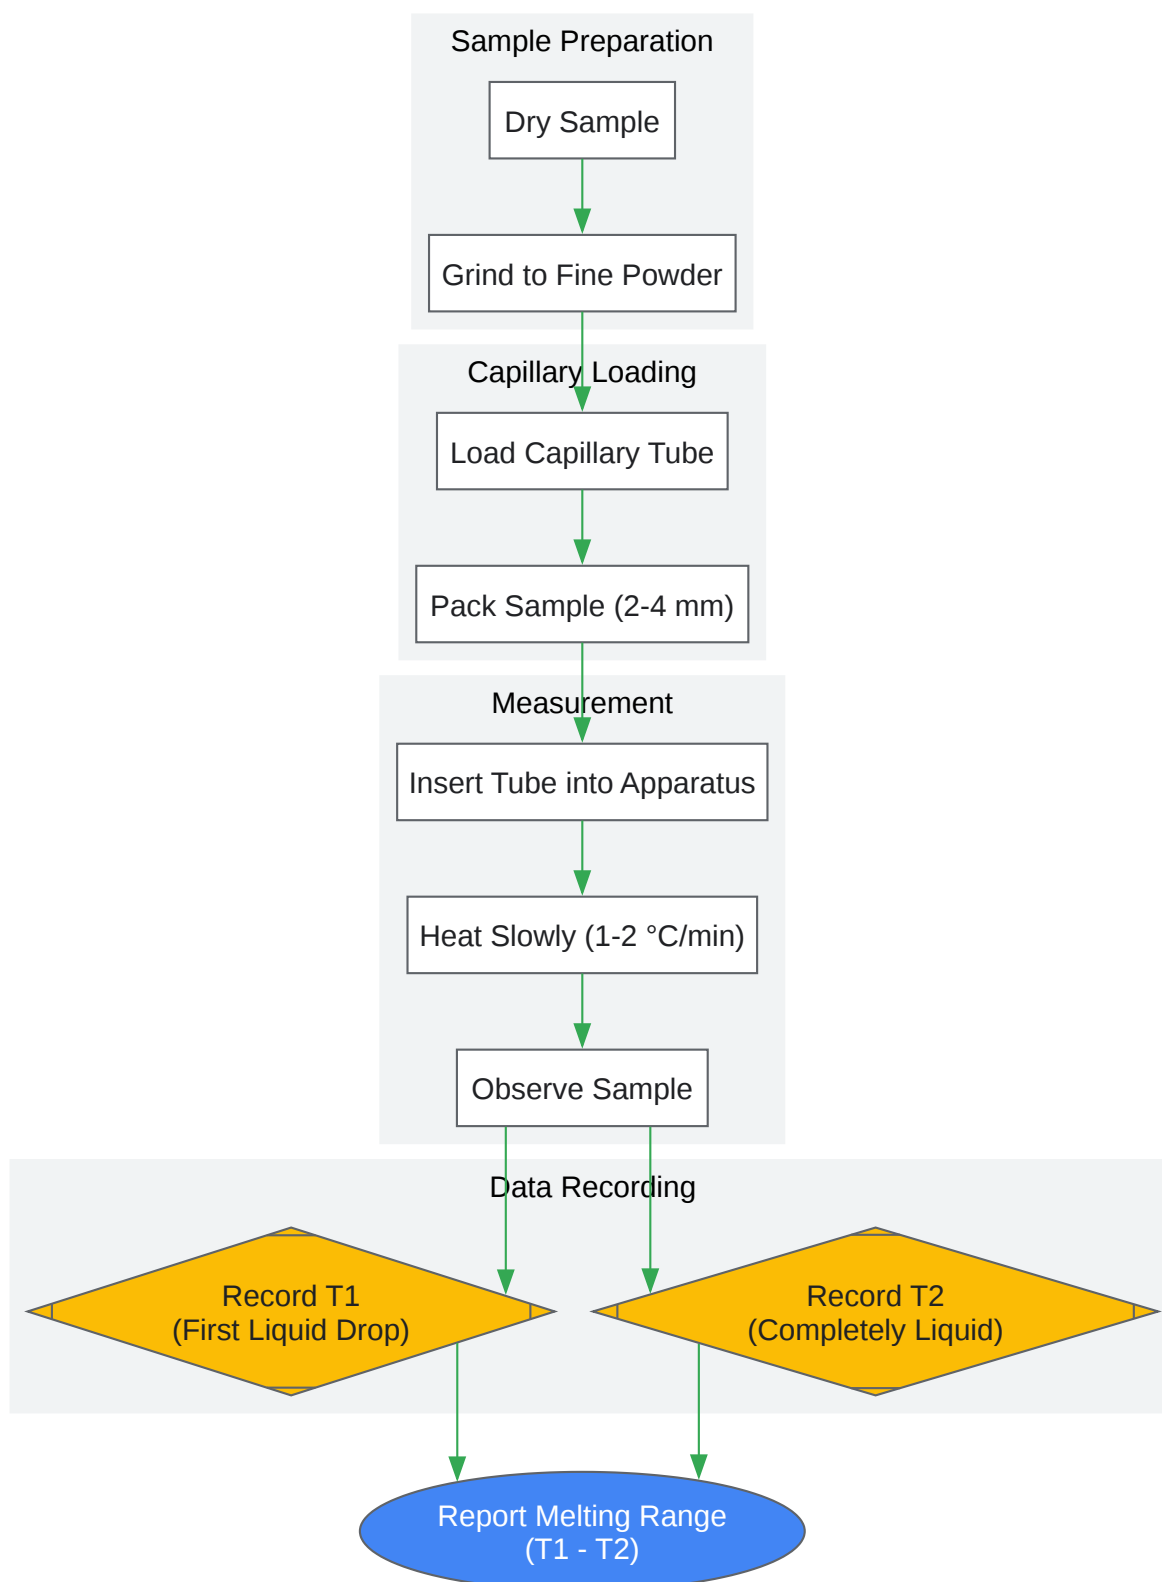 Sample Preparation
Dry Sample
Grind to Fine Powder
Capillary Loading
Load Capillary Tube
Pack Sample (2-4 mm)
Measurement
Insert Tube into Apparatus
Heat Slowly (1-2 °C/min)
Observe Sample
Data Recording
Record T1
(First Liquid Drop)
Record T2
(Completely Liquid)
Report Melting Range
(T1 - T2)